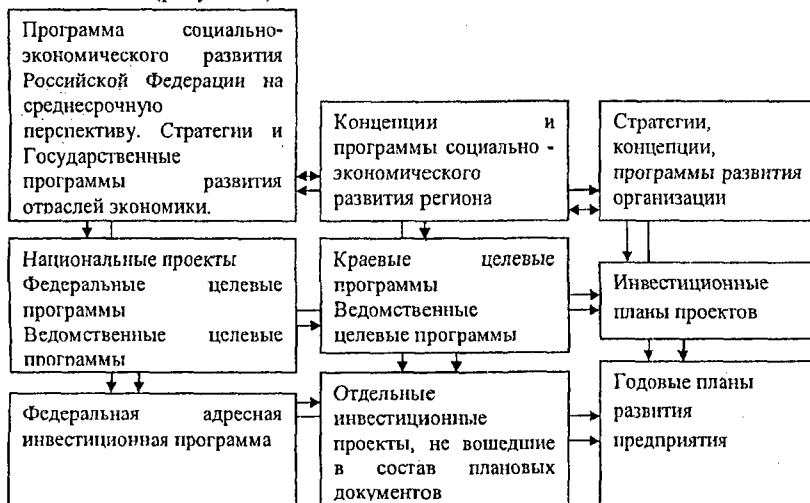 Программа социально-
экономического развития
Российской Федерации на
среднесрочную
перспективу. Стратегии и
Государственные
программы развития
отраслей экономики.
Концепции и
программы социально -
экономического
развития региона
Стратегии,
концепции,
программы развития
организации
Национальные проекты
Федеральные целевые
программы
Ведомственные целевые
программы
Краевые целевые
программы
Ведомственные
целевые программы
Инвестиционные
планы проектов
Федеральная адресная
инвестиционная программа
Отдельные
инвестиционные
проекты, не вошедшие
в состав плановых
документов
Годовые планы
развития
предприятия